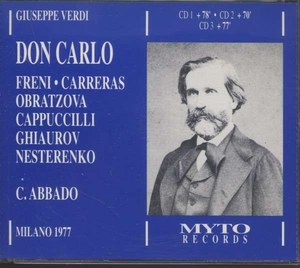 GIUSEPPE VERDI
CD 1 + 78' • CD 2 + 70'
CD 3 + 77'
DON CARLO
FRENI • CARRERAS
OBRATZOVA
CAPPUCCILLI
GHIAUROV
NESTERENKO
C. ABBADO
MILANO 1977
MYTO
RECORDS